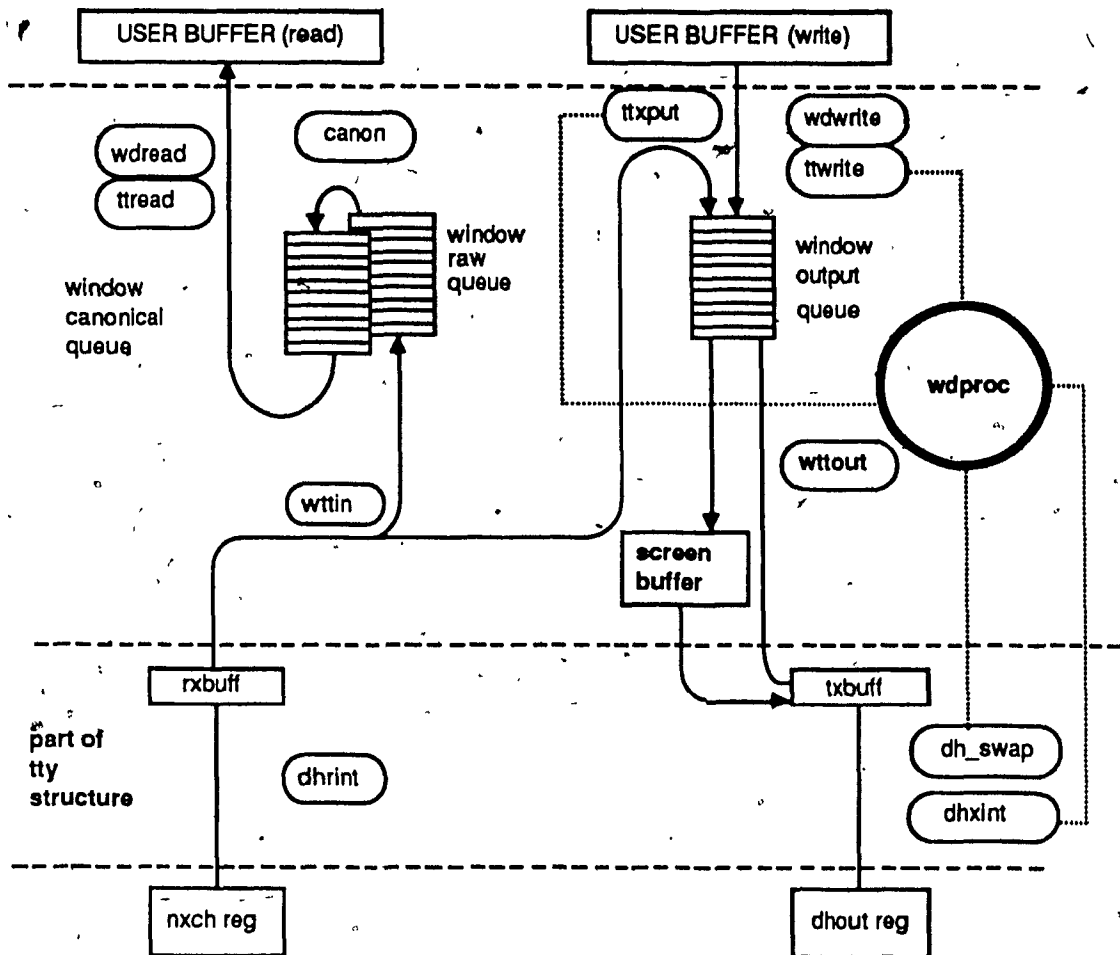 USER BUFFER (read)
USER BUFFER (write)
ttxput
wdwrite
ttwrite
canon
wdread
ttread
window
raw
queue
window
output
queue
window
canonical
queue
wdproc
wttout
wttin
screen
buffer
rxbuff
txbuff
part of
tty
structure
dh_swap
dhrint
dhxint
nxch reg
dhout reg